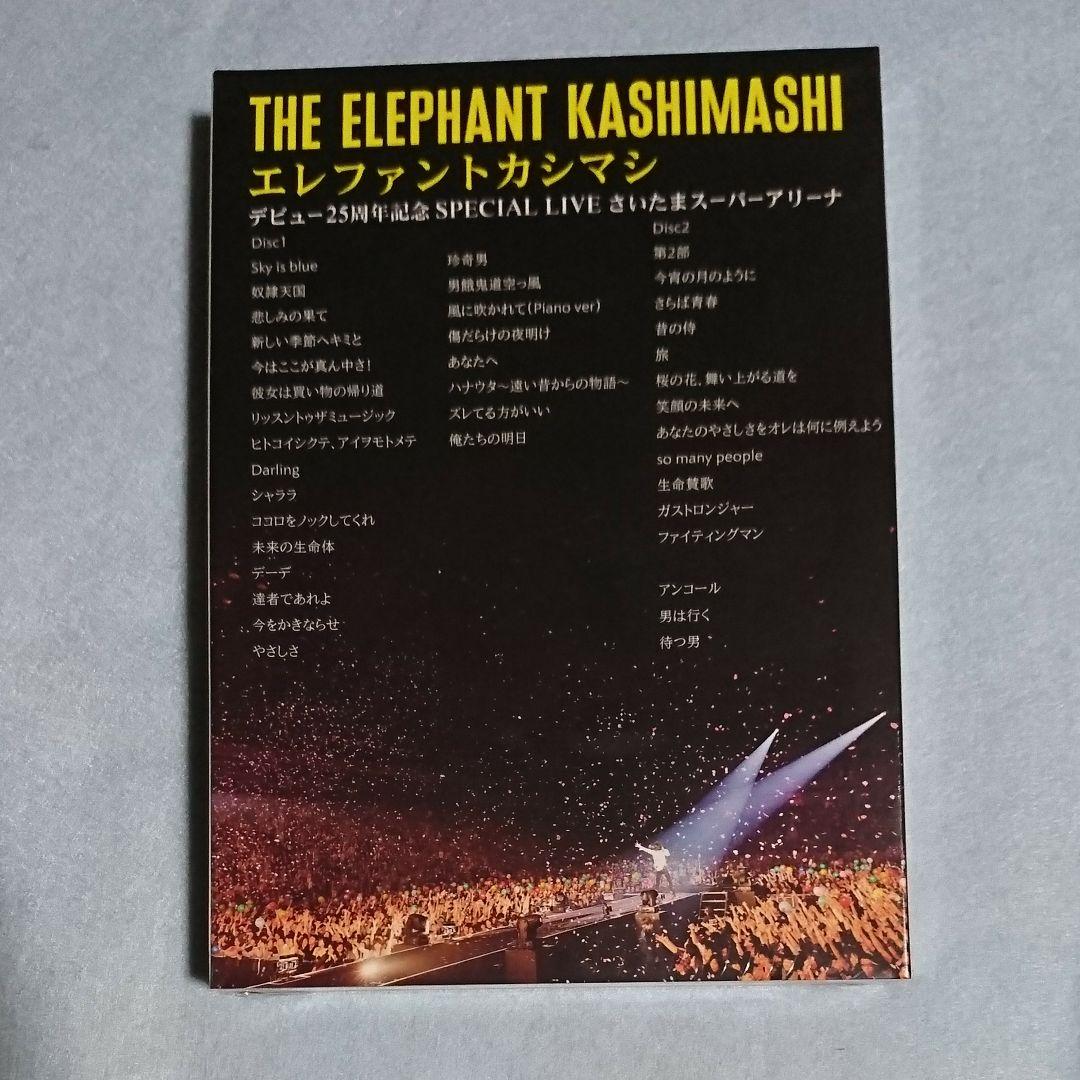 THE ELEPHANT KASHIMASHI
エレファントカシマシ
デビュー25周年記念 SPECIAL LIVE さいたまスーパーアリーナ
Disc1
Sky is blue
奴隷天国
悲しみの果て
新しい季節へキミと
今はここが真ん中さ!
彼女は買い物の帰り道
リッスントゥザミュージック
ヒトコイシクテ、アイヲモトメテ
Darling
シャララ
ココロをノックしてくれ
未来の生命体
デーデ
達者であれよ
今をかきならせ
やさしさ
珍奇男
男餓鬼道空っ風
風に吹かれて(Piano ver)
傷だらけの夜明け
あなたへ
ハナウタ〜遠い昔からの物語〜
ズレてる方がいい
俺たちの明日
Disc2
第2部
今宵の月のように
さらば青春
昔の侍
旅
桜の花、舞い上がる道を
笑顔の未来へ
あなたのやさしさをオレは何に例えよう
so many people
生命賛歌
ガストロンジャー
ファイティングマン
アンコール
男は行く
待つ男